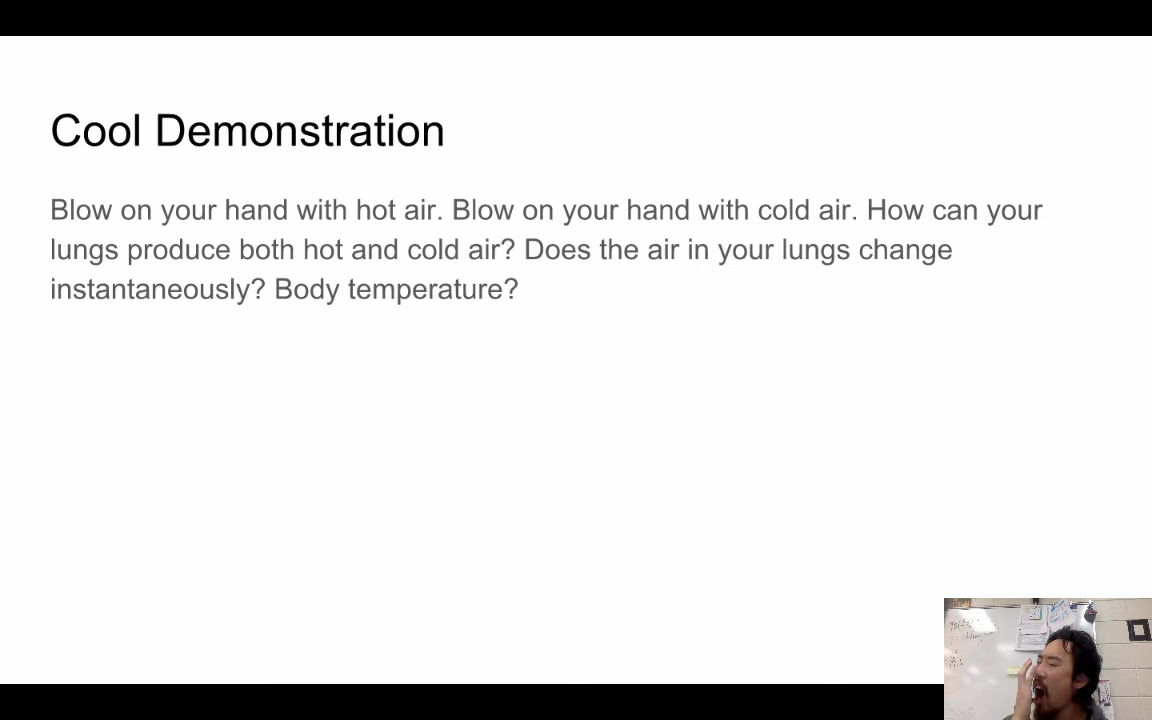 Cool Demonstration
Blow on your hand with hot air. Blow on your hand with cold air. How can your
lungs produce both hot and cold air? Does the air in your lungs change
instantaneously? Body temperature?